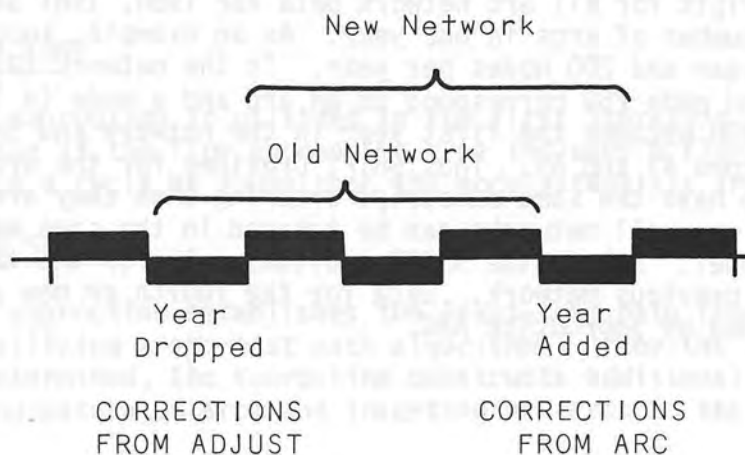 New Network
Old Network
Year Dropped
Year Added
CORRECTIONS FROM ADJUST
CORRECTIONS FROM ARC